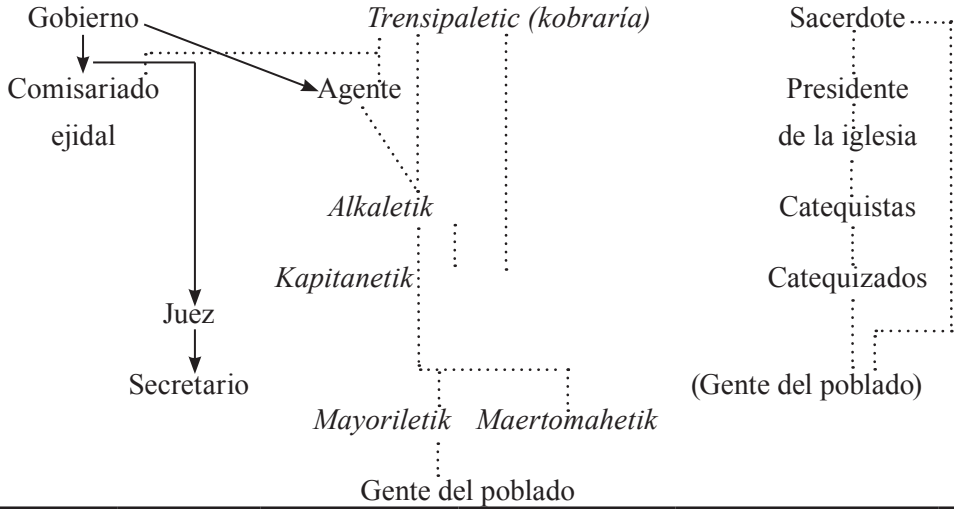 Gobierno Trensipaletic (kobraría) Sacerdote
Comisariado Agente Presidente
ejidal de la iglesia
Alkaletik Catequistas
Kapitanetik Catequizados
Juez
Secretario (Gente del poblado)
Mayoriletik Maertomahetik
Gente del poblado